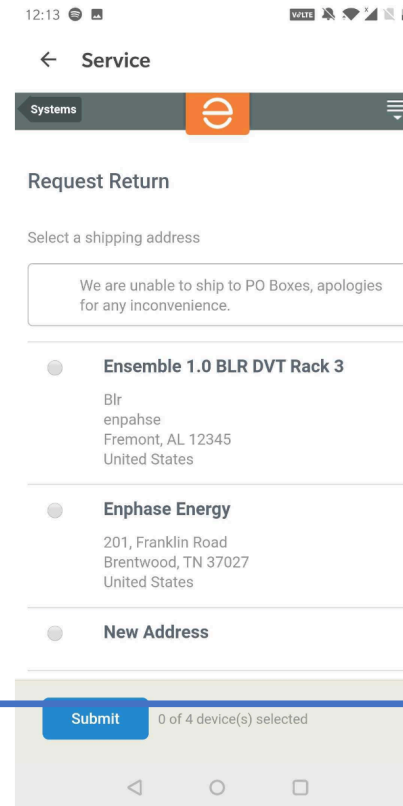 12:13
VoLTE
Service
Systems
Request Return
Select a shipping address
We are unable to ship to PO Boxes, apologies
for any inconvenience.
Ensemble 1.0 BLR DVT Rack 3
Blr
enpahse
Fremont, AL 12345
United States
Enphase Energy
201, Franklin Road
Brentwood, TN 37027
United States
New Address
Submit 0 of 4 device(s) selected